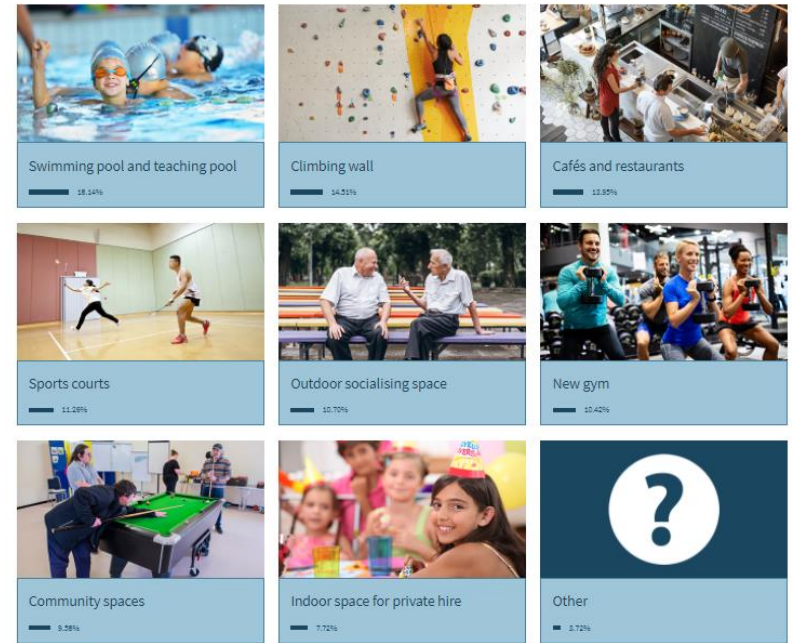 Swimming pool and teaching pool
18.14%
Climbing wall
14.51%
Cafés and restaurants
13.95%
Sports courts
11.26%
Outdoor socialising space
10.70%
New gym
10.42%
Community spaces
9.58%
Indoor space for private hire
7.72%
?
Other
3.72%